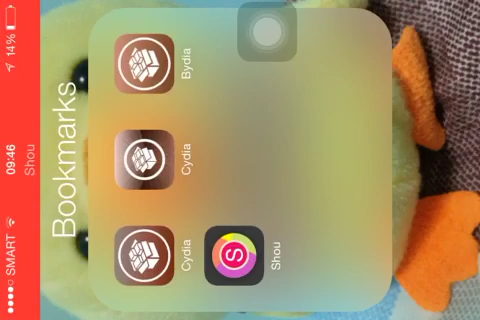 SMART 09:46 14%
Shou
Bookmarks
Cydia Cydia Bydia
S
Shou